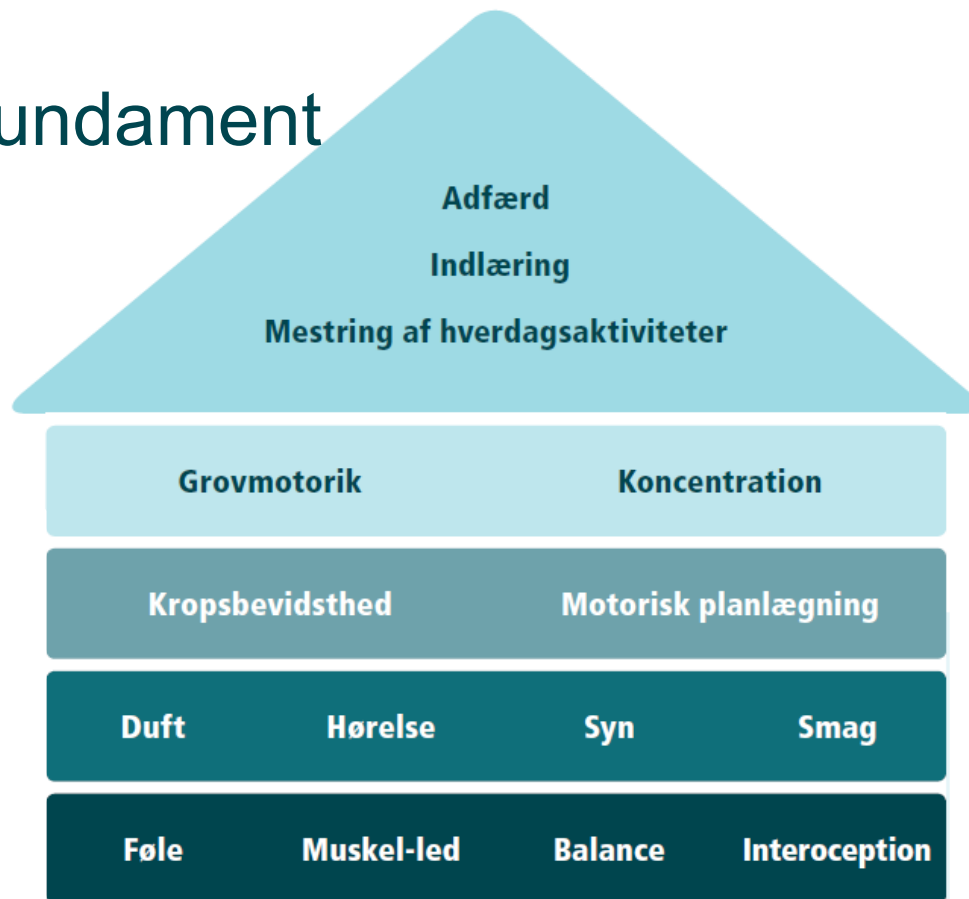 undament
Adfærd
Indlæring
Mestring af hverdagsaktiviteter
Grovmotorik Koncentration
Kropsbevidsthed Motorisk planlægning
Duft Hørelse Syn Smag
Føle Muskel-led Balance Interoception